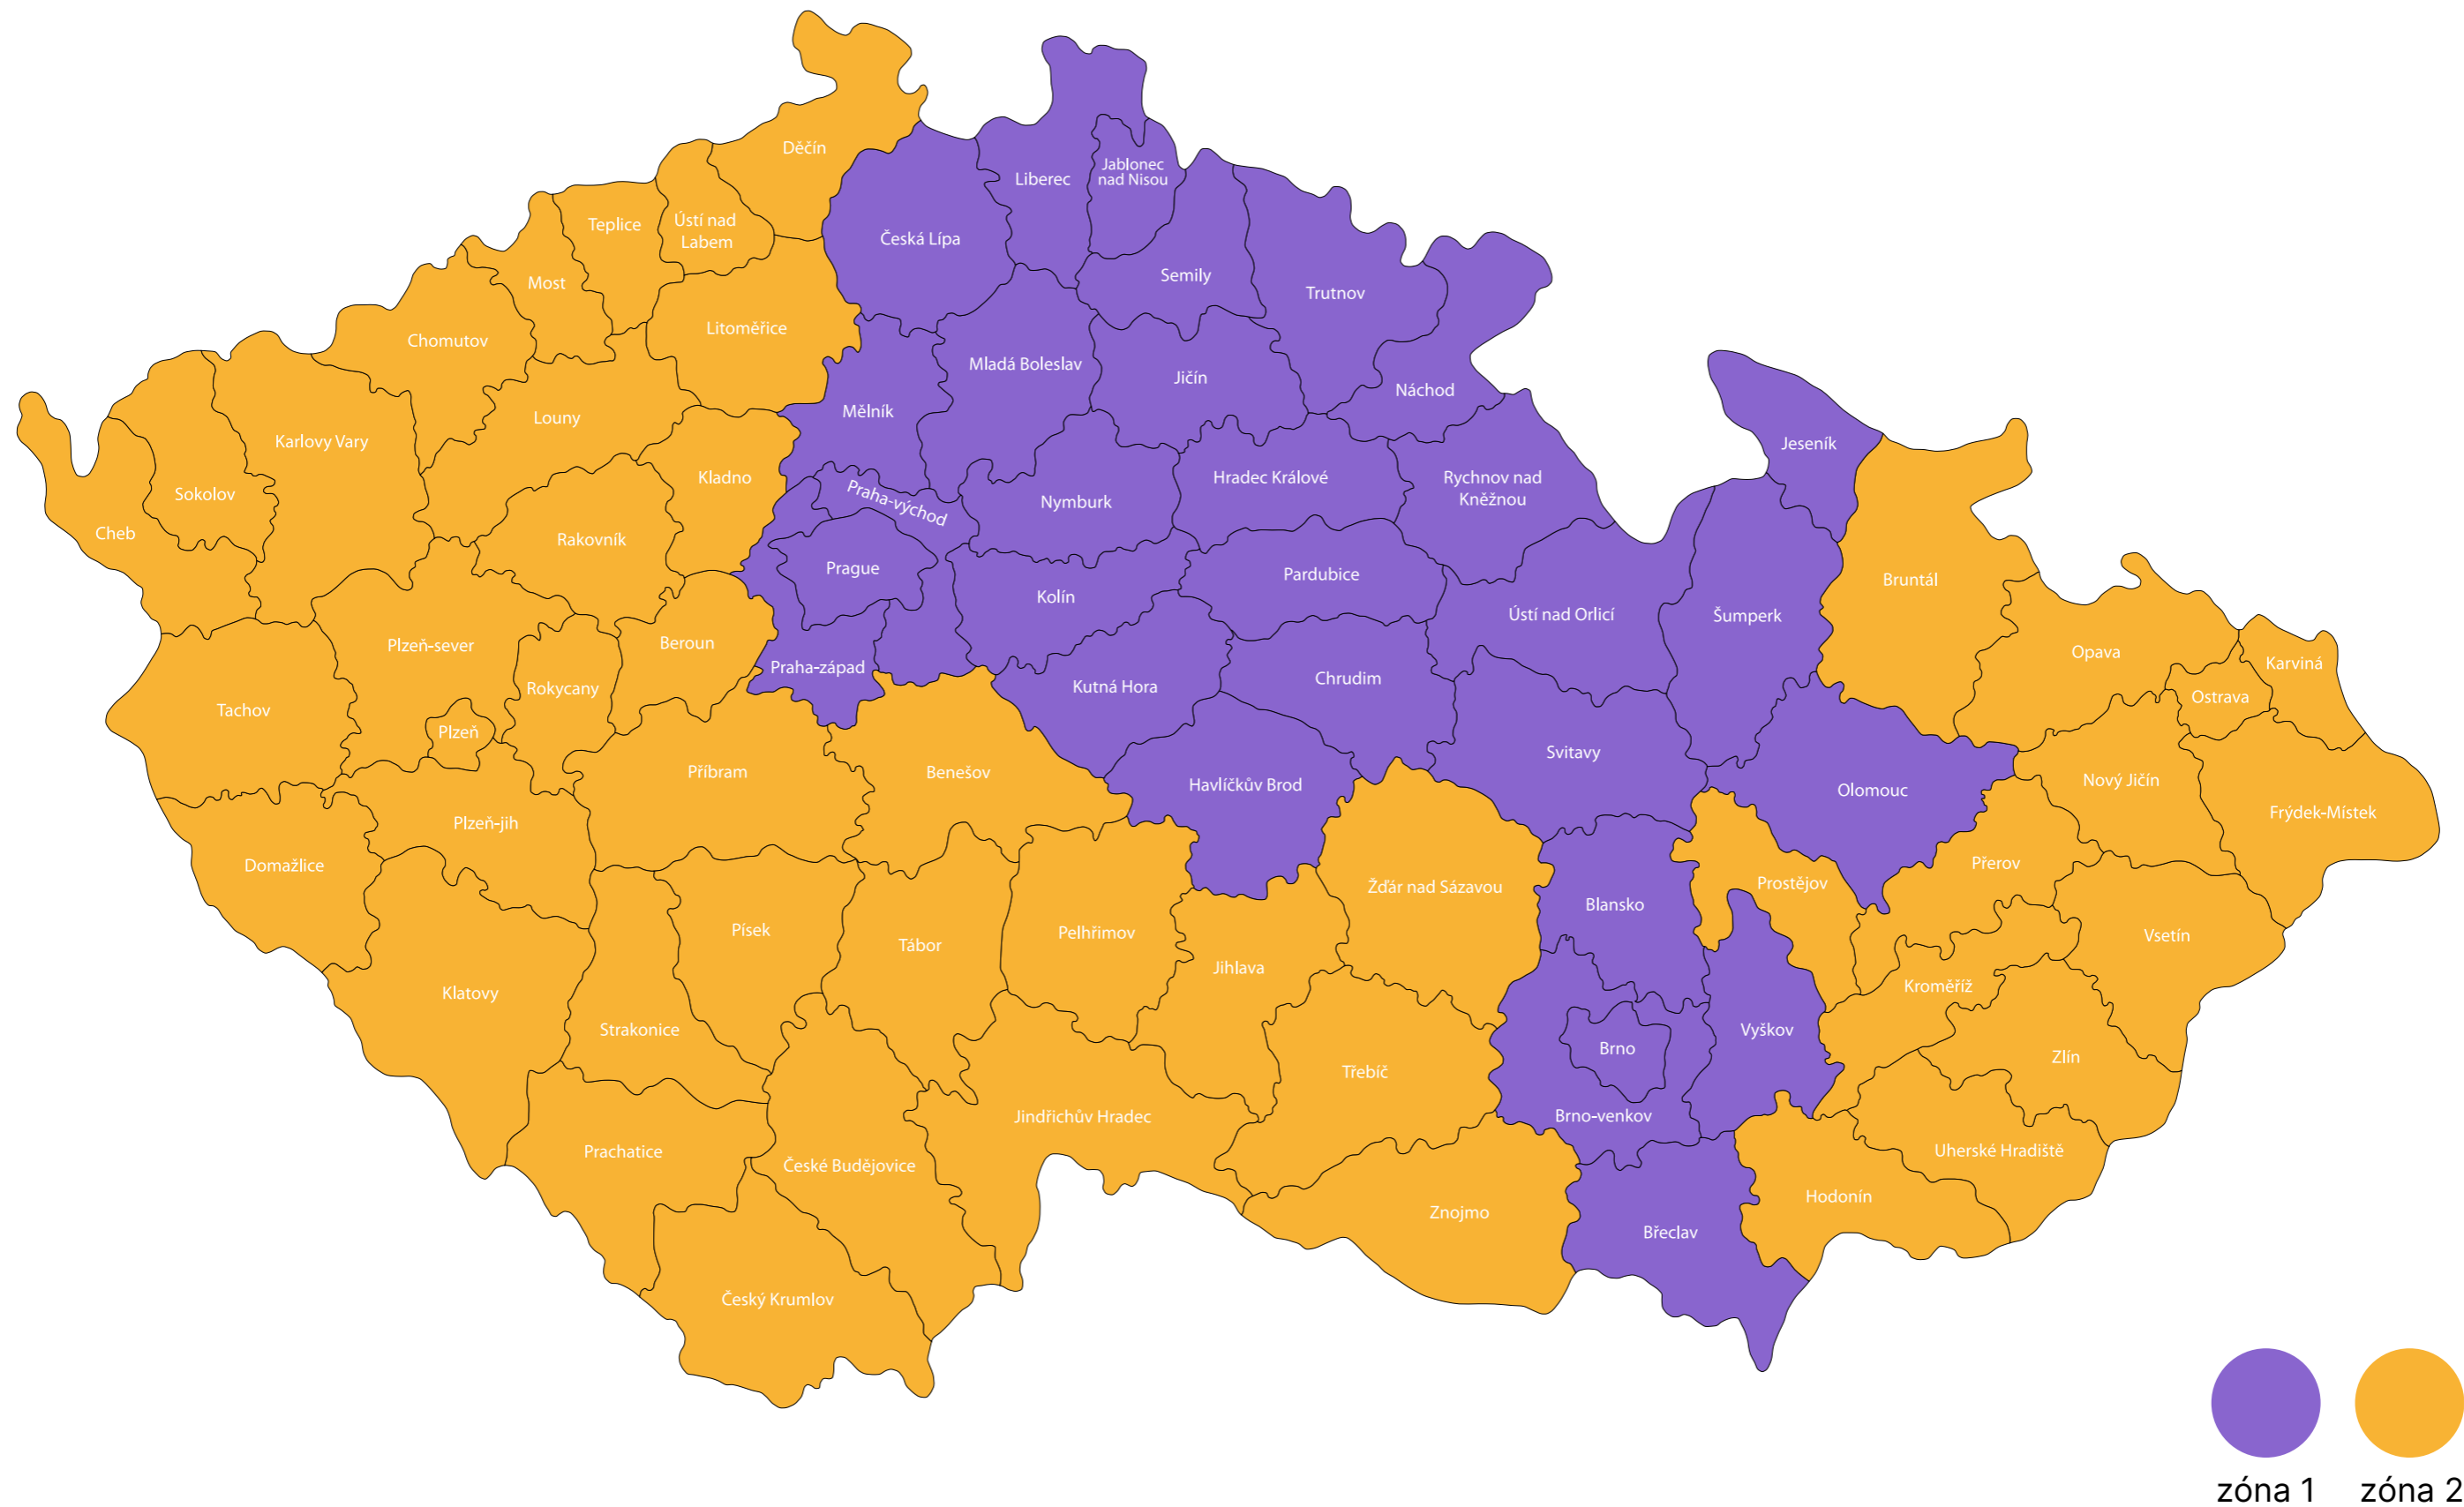 Děčín
Jablonec
nad Nisou
Liberec
Teplice
Ústí nad
Labem
Česká Lípa
Semily
Most
Trutnov
Litoměřice
Chomutov
Mladá Boleslav
Jičín
Náchod
Mělník
Louny
Karlovy Vary
Jeseník
Kladno
Hradec Králové
Rychnov nad
Kněžnou
Sokolov
Praha-východ
Nymburk
Cheb
Rakovník
Prague
Pardubice
Bruntál
Kolín
Ústí nad Orlicí
Šumperk
Beroun
Plzeň-sever
Opava
Karviná
Praha-západ
Chrudim
Kutná Hora
Rokycany
Ostrava
Tachov
Plzeň
Svitavy
Příbram
Benešov
Nový Jičín
Havlíčkův Brod
Olomouc
Frýdek-Místek
Plzeň-jih
Domažlice
Přerov
Prostějov
Žďár nad Sázavou
Blansko
Písek
Pelhřimov
Vsetín
Tábor
Jihlava
Kroměříž
Klatovy
Strakonice
Vyškov
Brno
Zlín
Třebíč
Brno-venkov
Jindřichův Hradec
Prachatice
Uherské Hradiště
České Budějovice
Hodonín
Znojmo
Břeclav
Český Krumlov
zóna 1
zóna 2